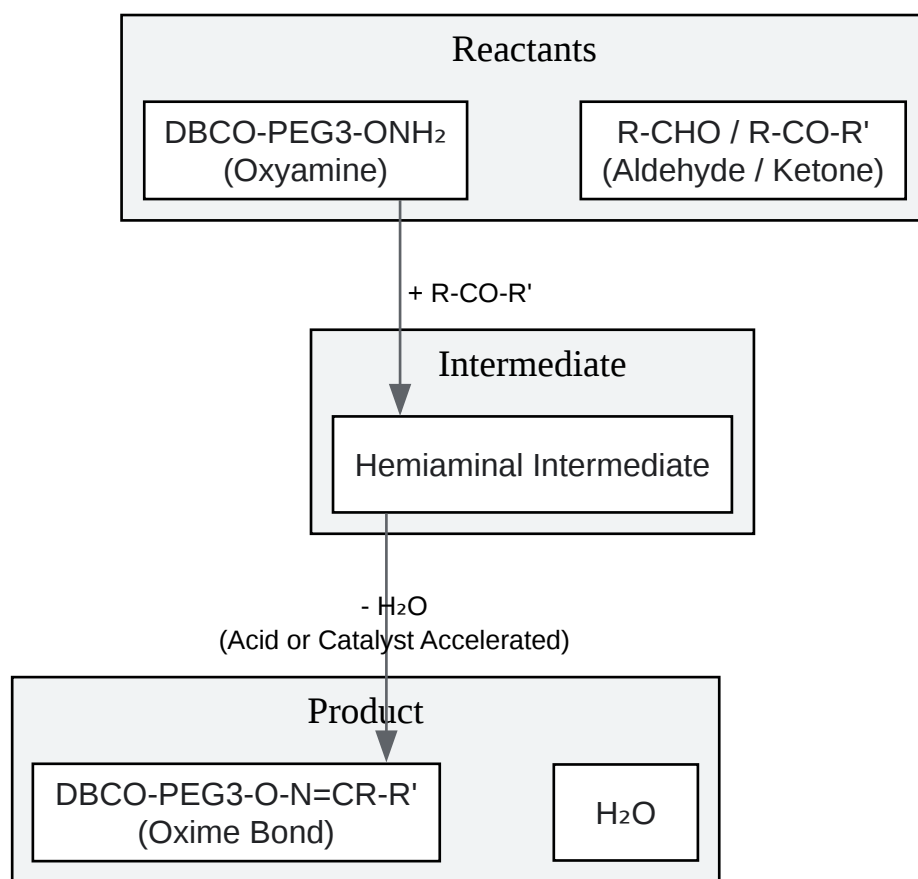 Reactants
DBCO-PEG3-ONH₂
(Oxyamine)
R-CHO / R-CO-R'
(Aldehyde / Ketone)
+ R-CO-R'
Intermediate
Hemiaminal Intermediate
- H₂O
(Acid or Catalyst Accelerated)
Product
DBCO-PEG3-O-N=CR-R'
(Oxime Bond)
H₂O